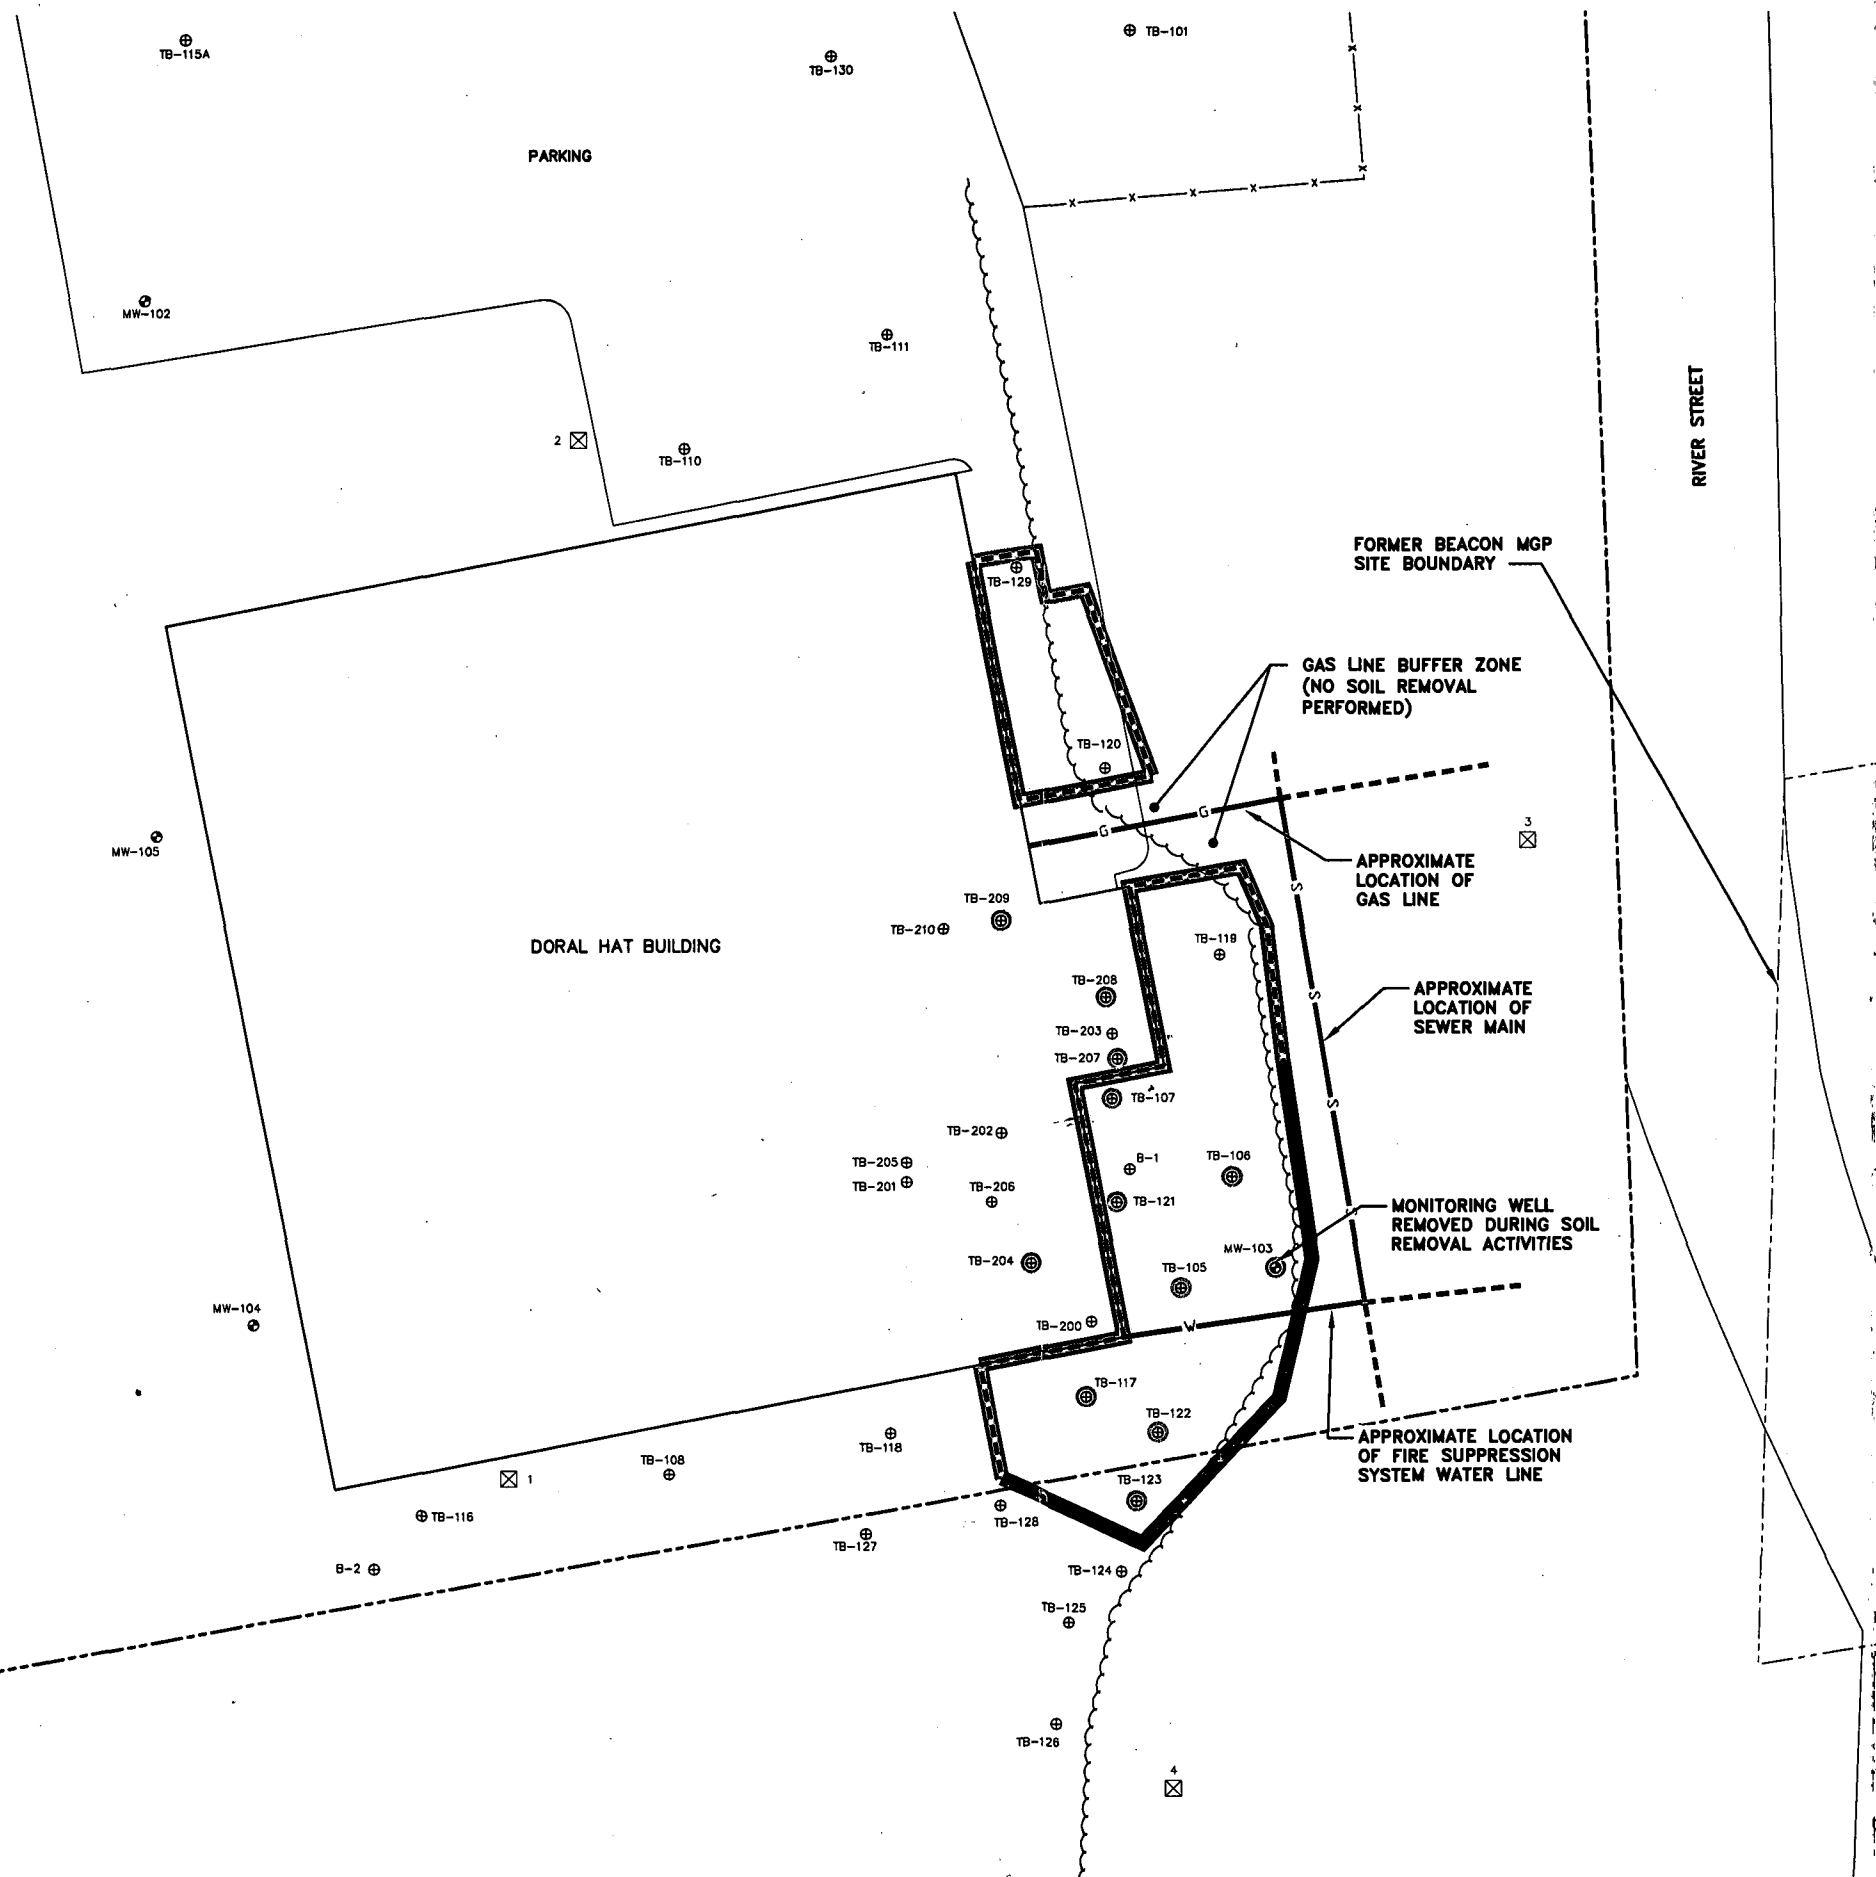 TB-101
TB-115A
TB-130
PARKING
MW-102
TB-111
2
TB-110
RIVER STREET
FORMER BEACON MGP
SITE BOUNDARY
TB-129
GAS LINE BUFFER ZONE
(NO SOIL REMOVAL
PERFORMED)
TB-120
G
G
3
MW-105
APPROXIMATE
LOCATION OF
GAS LINE
S
TB-209
TB-210
DORAL HAT BUILDING
TB-119
TB-208
S
APPROXIMATE
LOCATION OF
SEWER MAIN
TB-203
TB-207
TB-107
S
TB-202
TB-205
TB-201
B-1
TB-106
TB-206
TB-121
S
MONITORING WELL
REMOVED DURING SOIL
REMOVAL ACTIVITIES
MW-103
TB-204
TB-105
MW-104
TB-200
W
TB-117
TB-122
TB-118
APPROXIMATE LOCATION
OF FIRE SUPPRESSION
SYSTEM WATER LINE
TB-108
1
TB-123
TB-116
TB-128
TB-127
B-2
TB-124
TB-125
TB-126
4